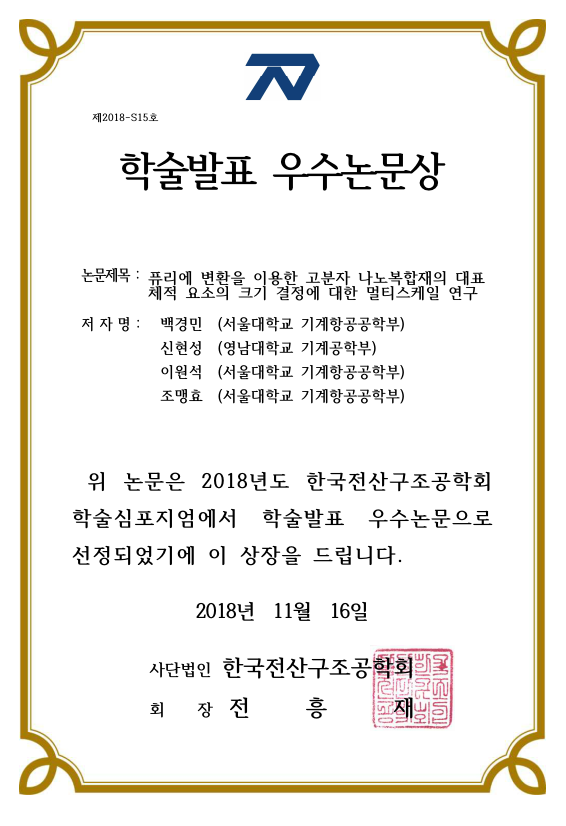 제2018-S15호
학술발표 우수논문상
논문제목 : 퓨리에 변환을 이용한 고분자 나노복합재의 대표
체적 요소의 크기 결정에 대한 멀티스케일 연구
저 자 명 : 백경민 (서울대학교 기계항공공학부)
신현성 (영남대학교 기계공학부)
이원석 (서울대학교 기계항공공학부)
조맹효 (서울대학교 기계항공공학부)
위 논문은 2018년도 한국전산구조공학회
학술심포지엄에서 학술발표 우수논문으로
선정되었기에 이 상장을 드립니다.
2018년 11월 16일
사단법인 한국전산구조공학회
회 장 전 흥 재